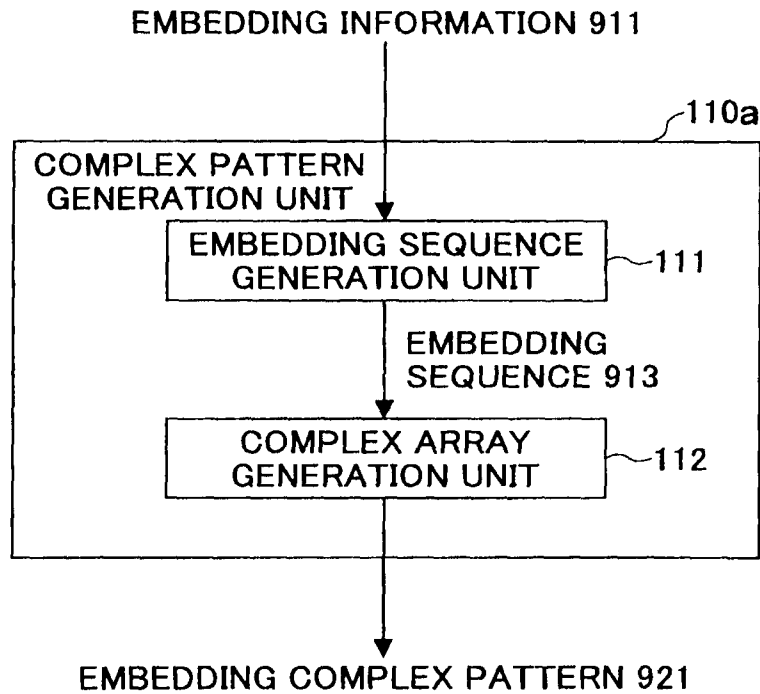 EMBEDDING INFORMATION 911
110a
COMPLEX PATTERN
GENERATION UNIT
EMBEDDING SEQUENCE
GENERATION UNIT
111
EMBEDDING
SEQUENCE 913
COMPLEX ARRAY
GENERATION UNIT
112
EMBEDDING COMPLEX PATTERN 921